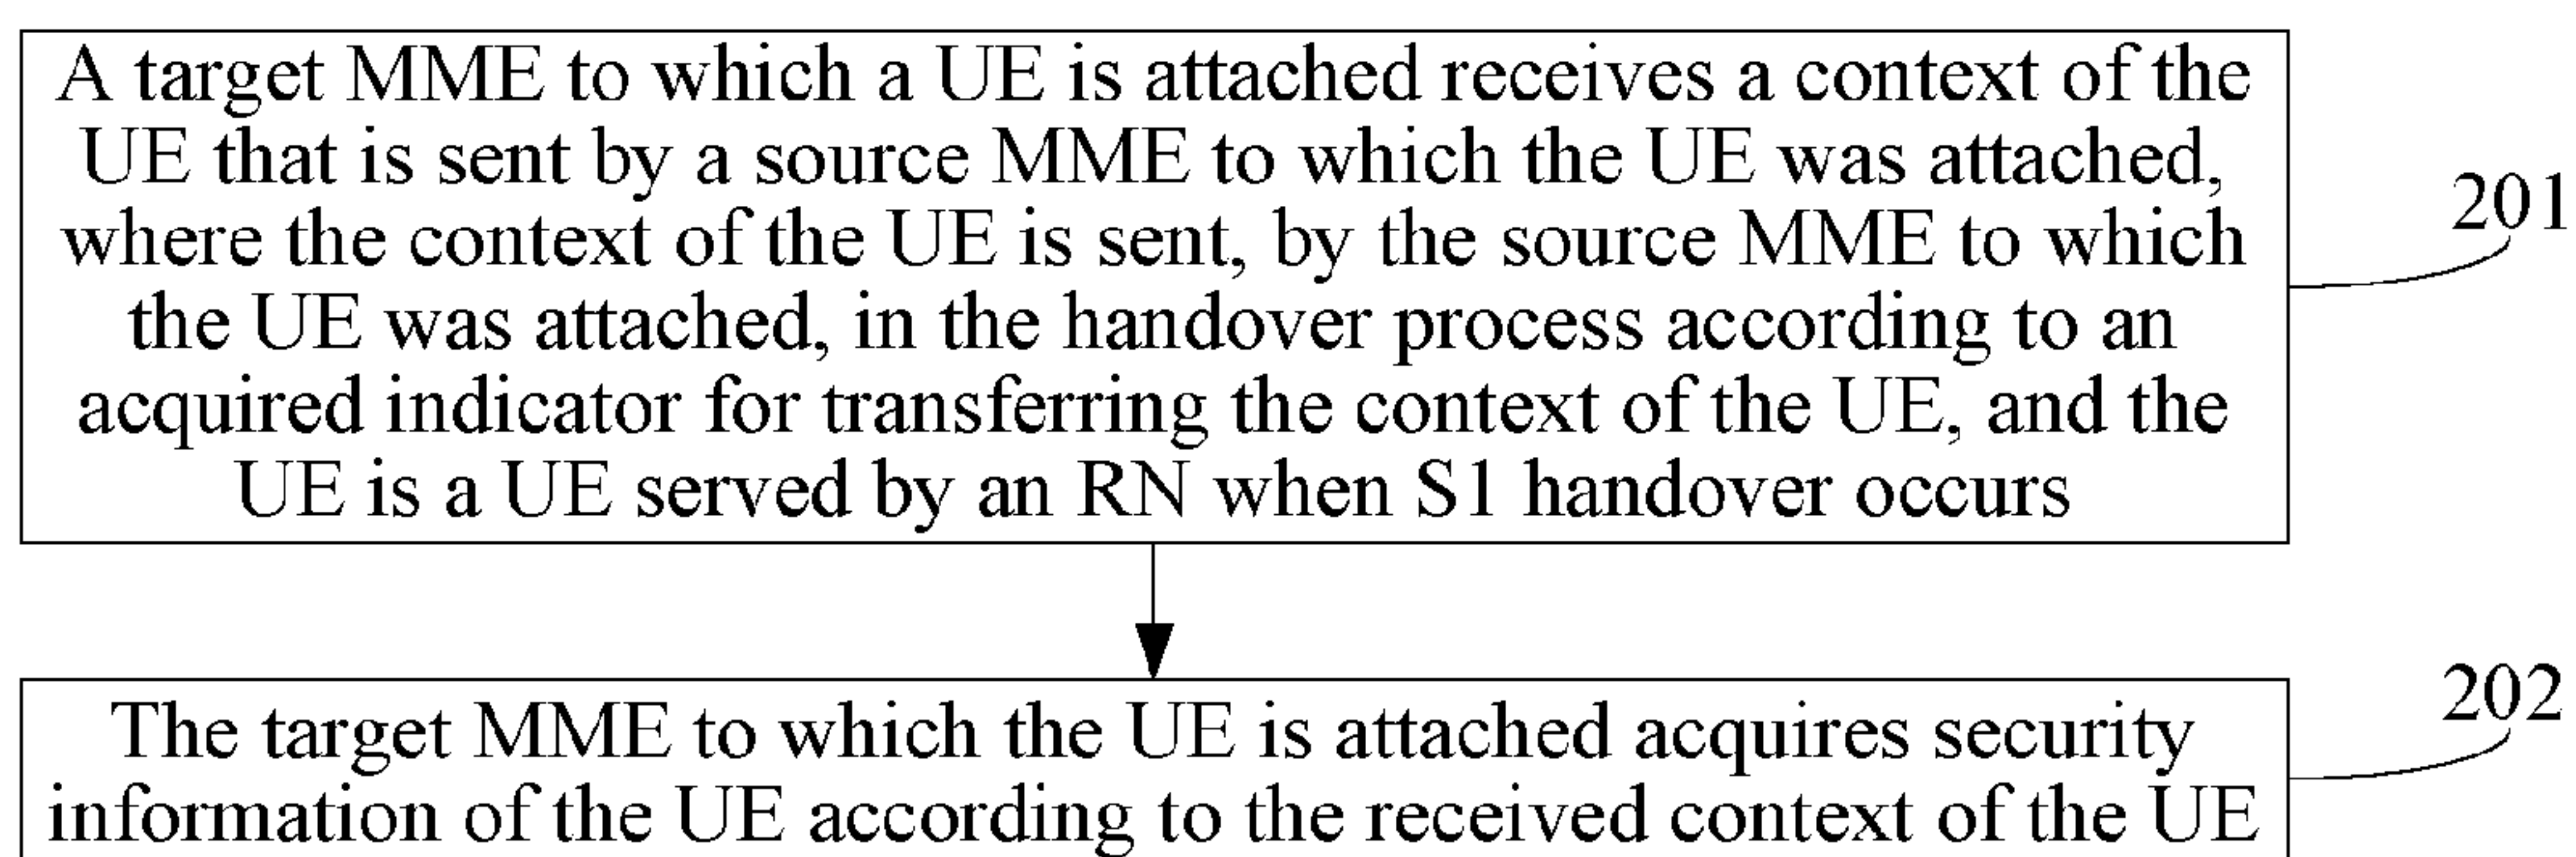 A target MME to which a UE is attached receives a context of the
UE that is sent by a source MME to which the UE was attached,
where the context of the UE is sent, by the source MME to which
the UE was attached, in the handover process according to an
acquired indicator for transferring the context of the UE, and the
UE is a UE served by an RN when S1 handover occurs
201
The target MME to which the UE is attached acquires security
information of the UE according to the received context of the UE
202